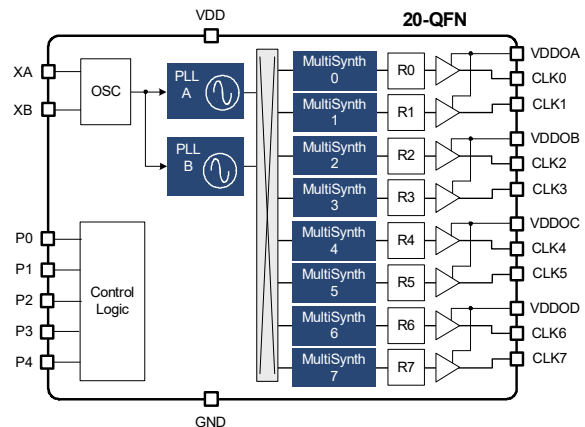 VDD
20-QFN
XA
XB
OSC
PLL
A
PLL
B
MultiSynth
0
R0
MultiSynth
1
R1
MultiSynth
2
R2
MultiSynth
3
R3
MultiSynth
4
R4
MultiSynth
5
R5
MultiSynth
6
R6
MultiSynth
7
R7
VDDOA
CLK0
CLK1
VDDOB
CLK2
CLK3
VDDOC
CLK4
CLK5
VDDOD
CLK6
CLK7
P0
P1
P2
P3
P4
Control
Logic
GND